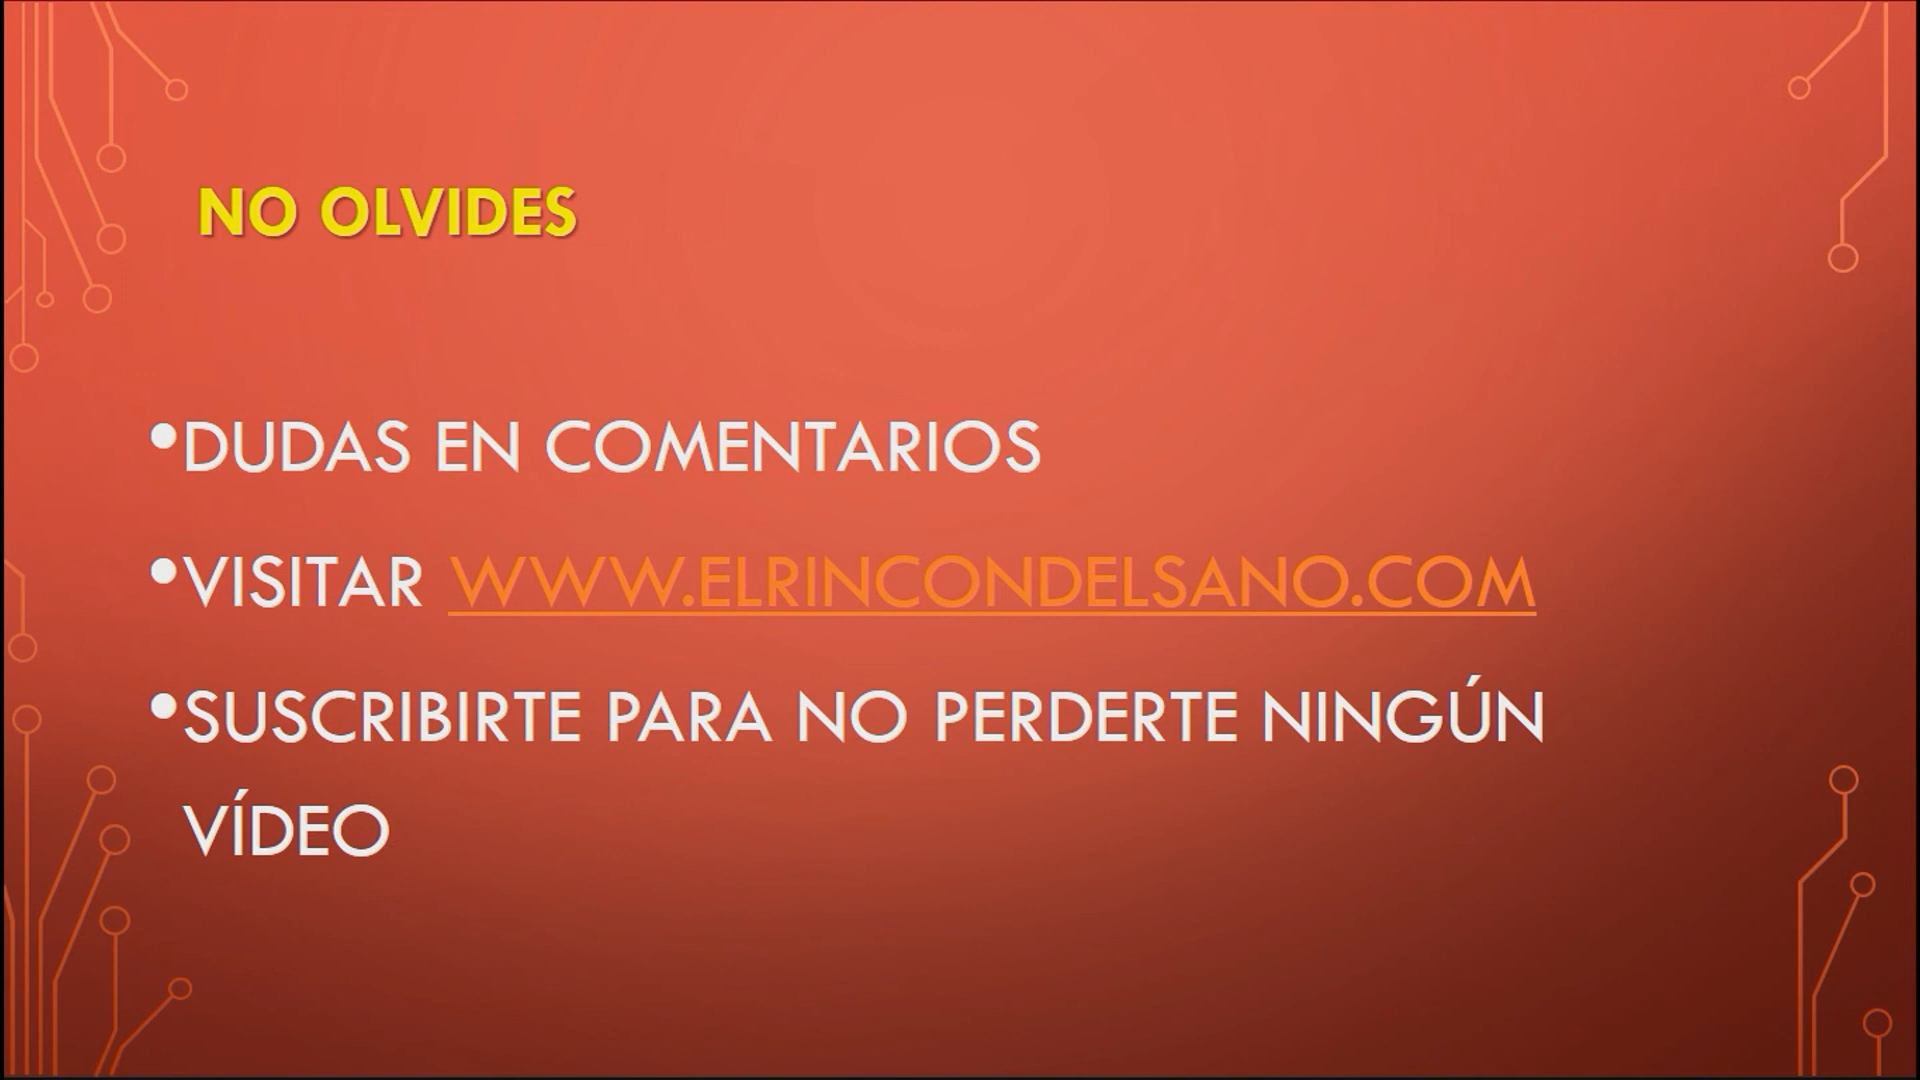 NO OLVIDES
•DUDAS EN COMENTARIOS
•VISITAR WWW.ELRINCONDELSANO.COM
•SUSCRIBIRTE PARA NO PERDERTE NINGÚN
VÍDEO